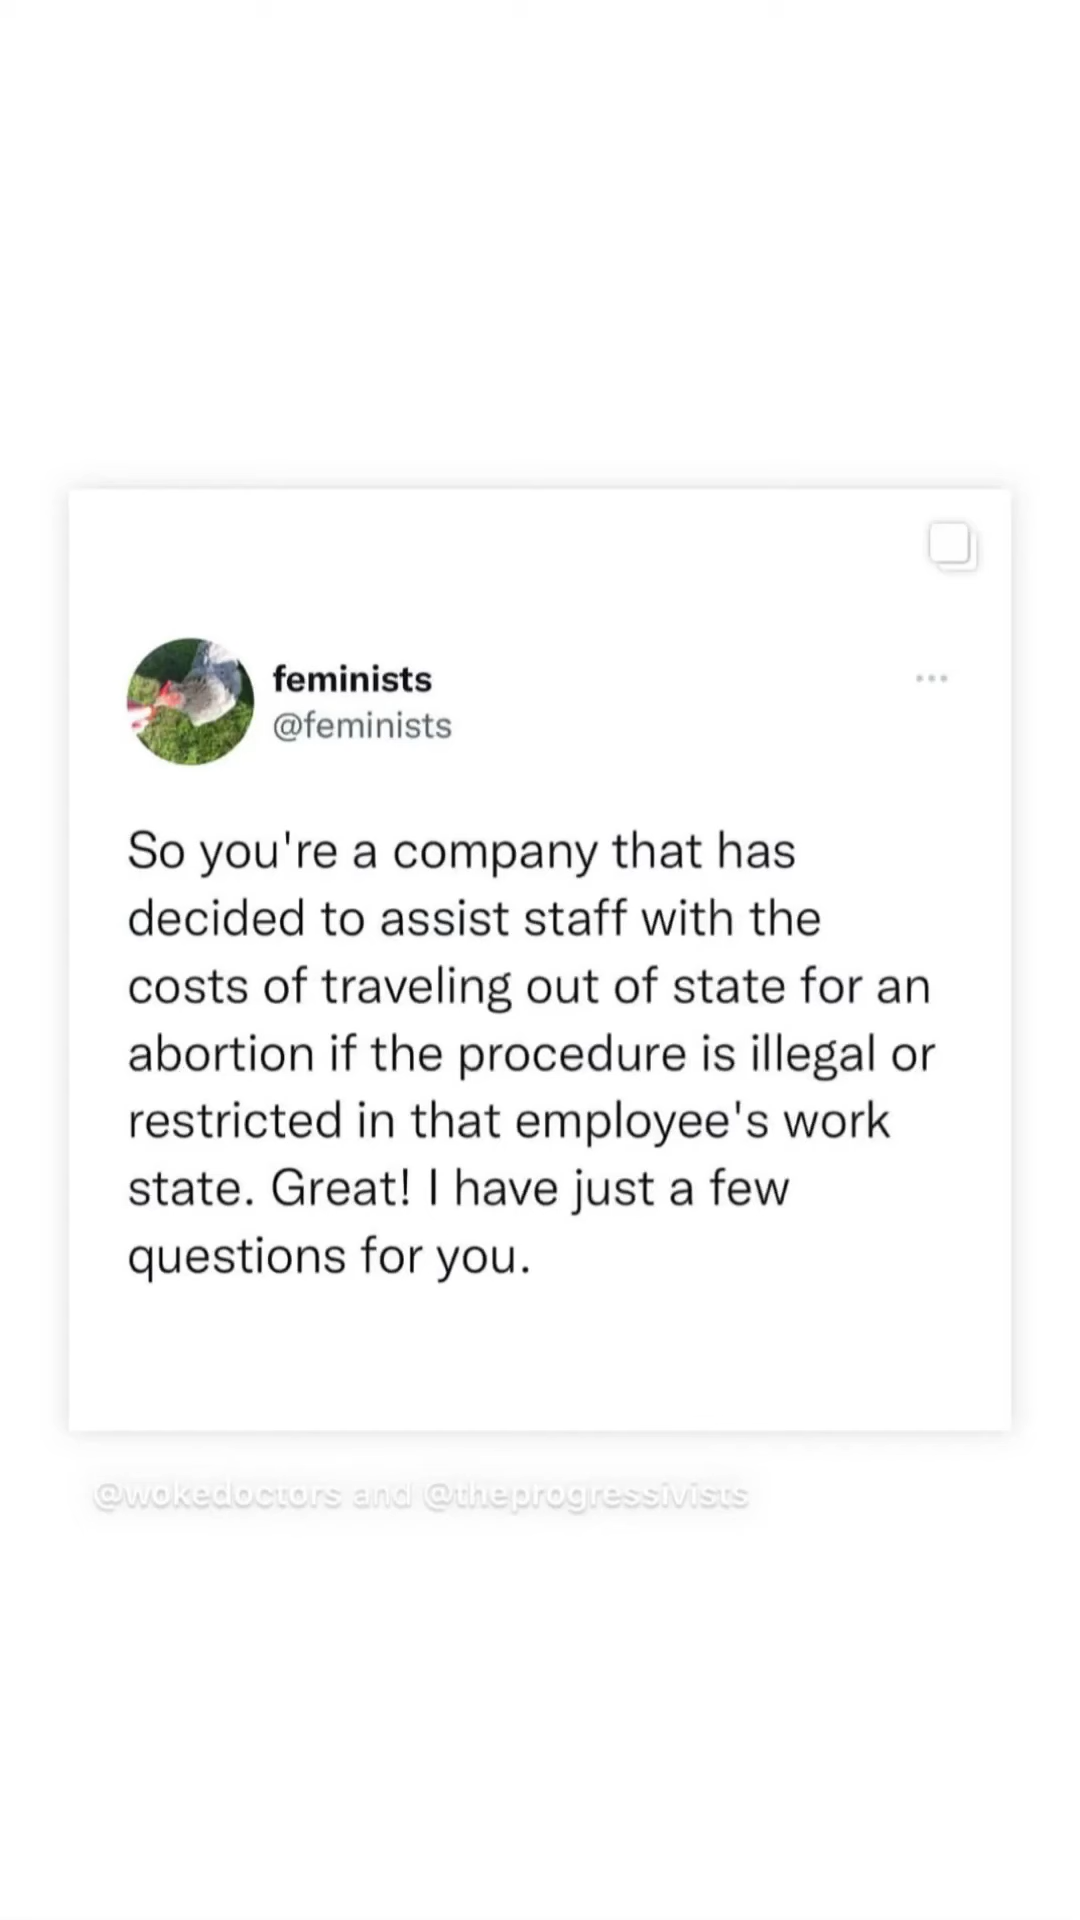 feminists
@feminists
So you're a company that has
decided to assist staff with the
costs of traveling out of state for an
abortion if the procedure is illegal or
restricted in that employee's work
state. Great! I have just a few
questions for you.
@wokedoctors and @theprogressivists